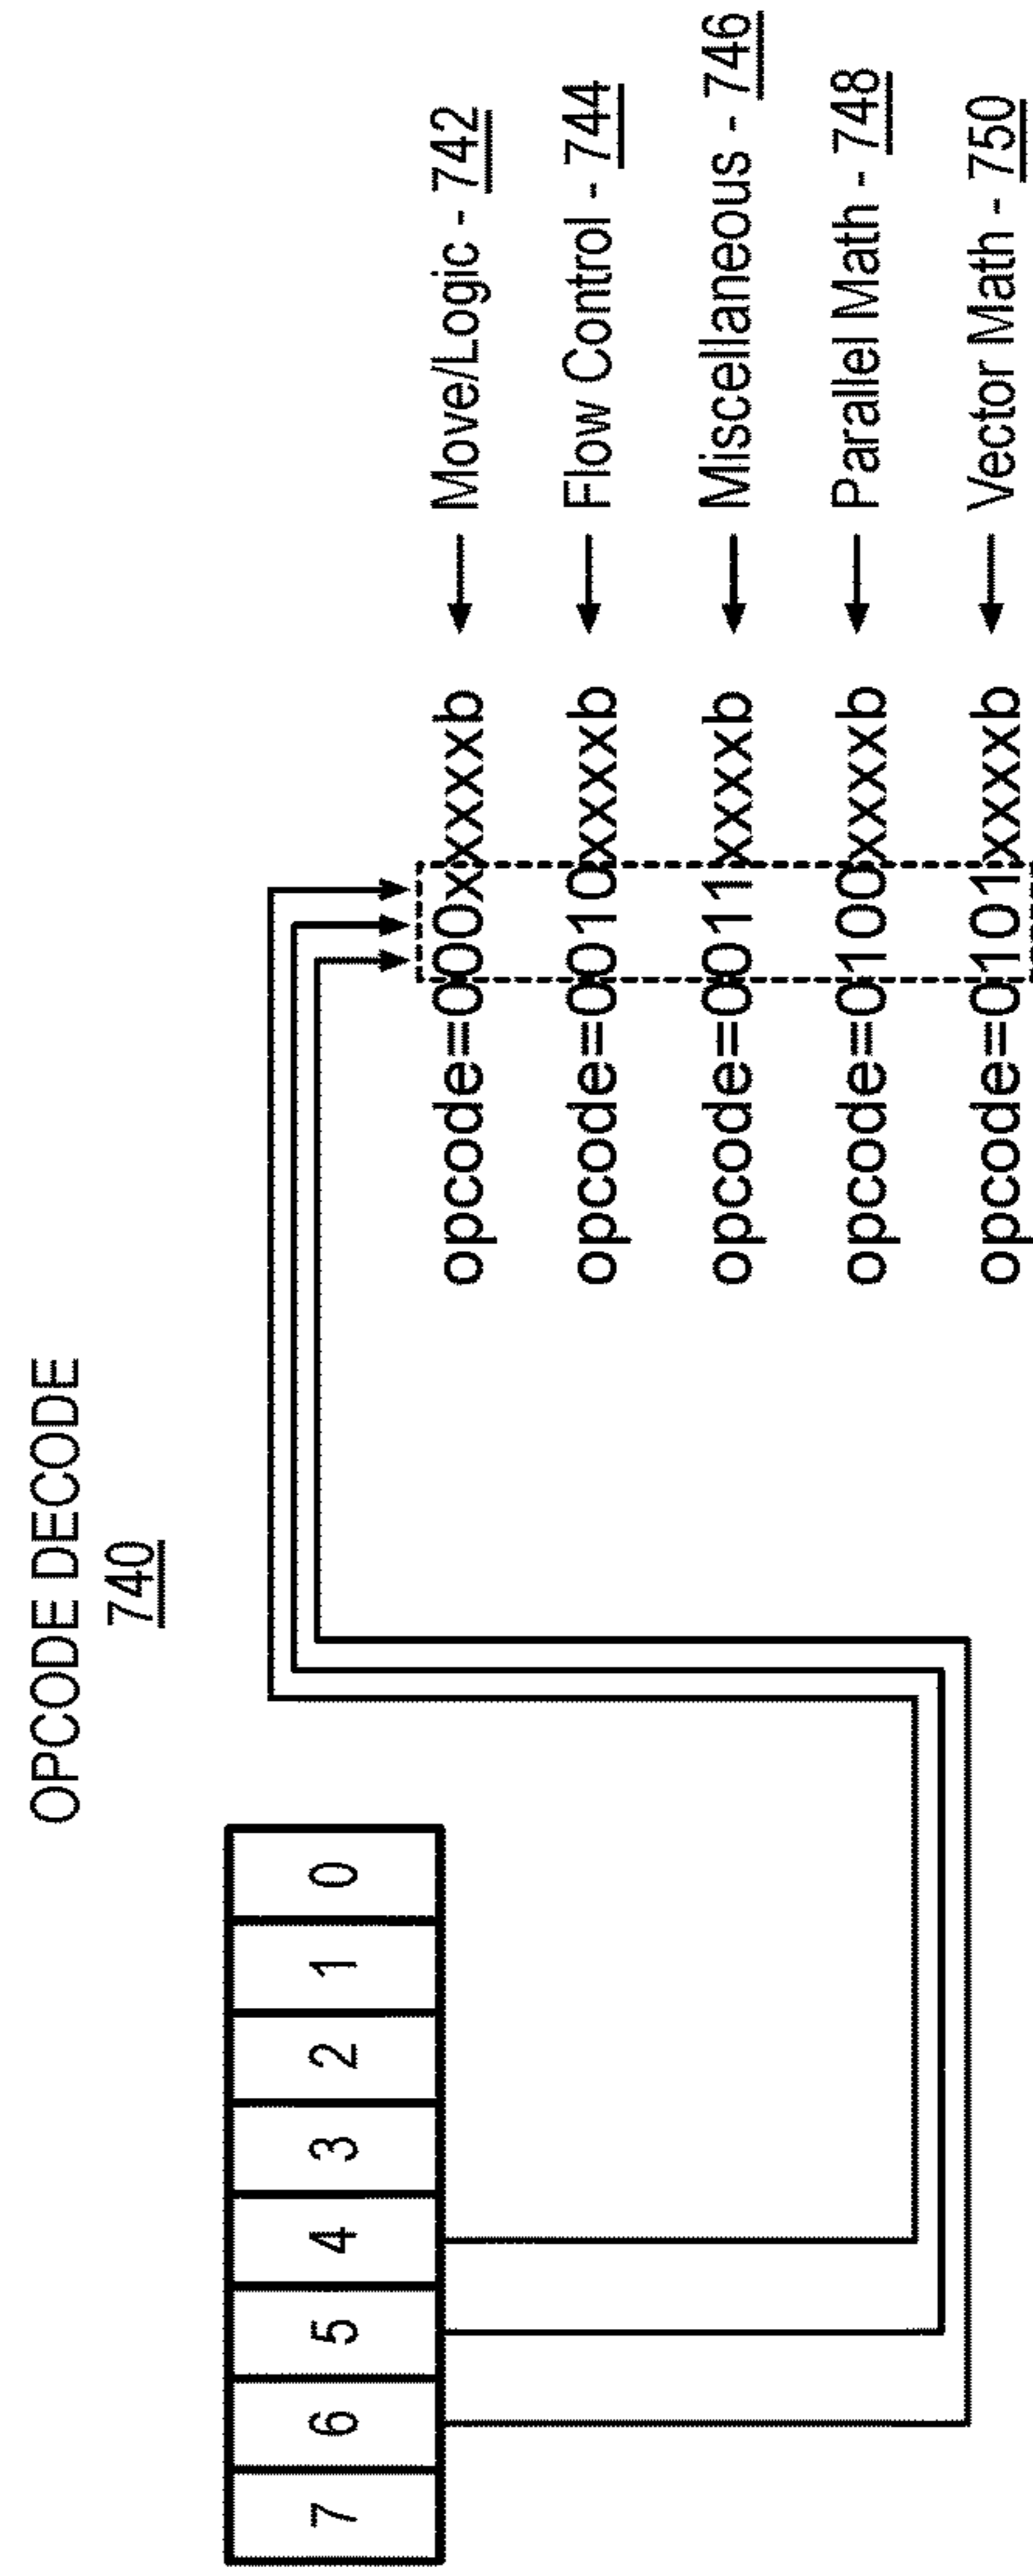 OPCODE DECODE
740
7 6 5 4 3 2 1 0
opcode=000xxxxxb Move/Logic - 742
opcode=0010xxxxb Flow Control - 744
opcode=0011xxxxb Miscellaneous - 746
opcode=0100xxxxb Parallel Math - 748
opcode=0101xxxxb Vector Math - 750